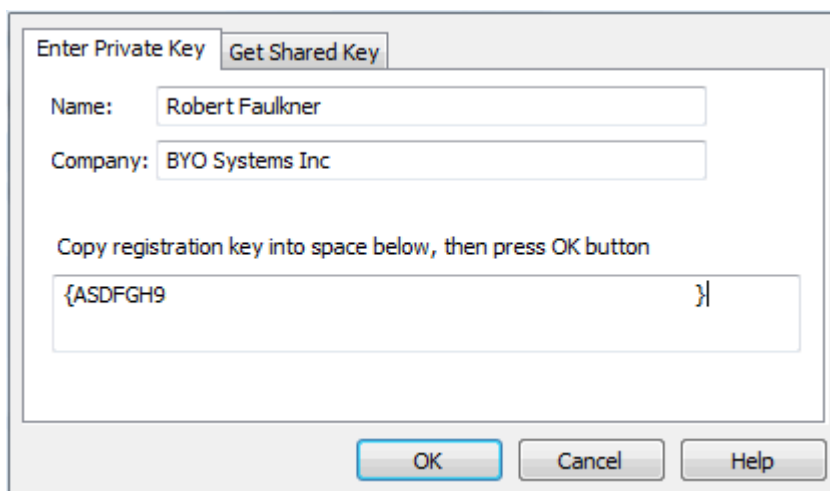 Enter Private Key Get Shared Key
Name: Robert Faulkner
Company: BYO Systems Inc
Copy registration key into space below, then press OK button
{ASDFGH9 }
OK Cancel Help